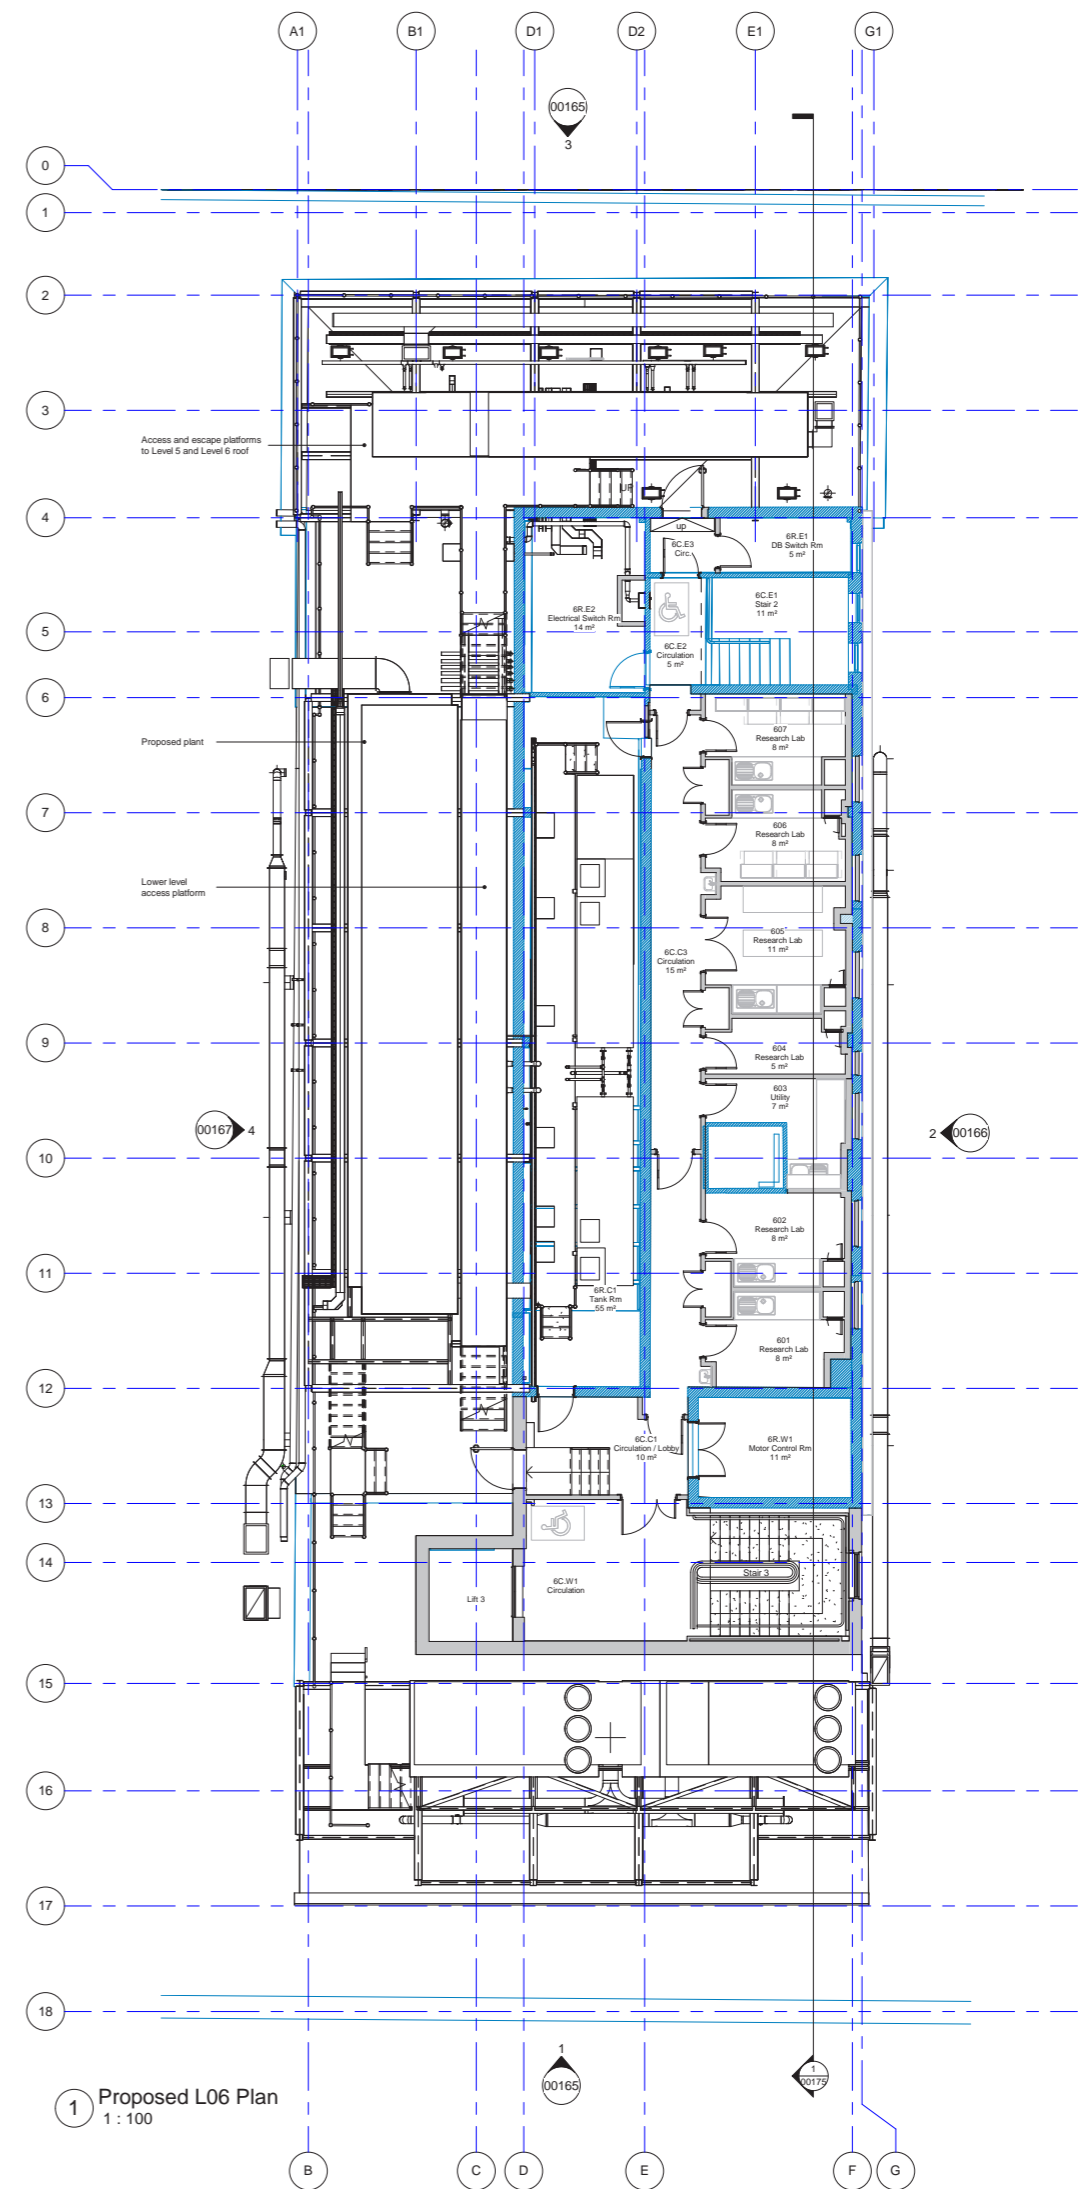 A1
B1
D1
D2
E1
G1
00165
3
0
1
2
3
Access and escape platforms
to Level 5 and Level 6 roof
UP
4
up
6C.E3
Circ.
6R.E1
DB Switch Rm
5 m²
6R.E2
Electrical Switch Rm
14 m²
6C.E1
Stair 2
11 m²
5
6C.E2
Circulation
5 m²
6
607
Research Lab
8 m²
Proposed plant
7
606
Research Lab
8 m²
Lower level
access platform
8
605
Research Lab
11 m²
6C.C3
Circulation
15 m²
9
604
Research Lab
5 m²
603
Utility
7 m²
00167
4
2
00166
10
602
Research Lab
8 m²
11
6R.C1
Tank Rm
55 m²
601
Research Lab
8 m²
12
6C.C1
Circulation / Lobby
10 m²
6R.W1
Motor Control Rm
11 m²
13
14
Stair 3
6C.W1
Circulation
Lift 3
15
16
17
18
1
00165
1
00175
1
Proposed L06 Plan
1 : 100
B
C
D
E
F
G